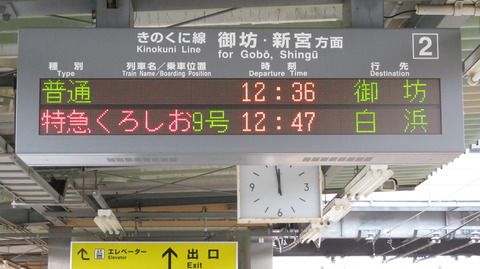 きのくに線 御坊・新宮方面 2
Kinokuni Line for Gobō, Shingū
種別 列車名／乗車位置 時刻 行先
Type Train Name/Boarding Position Departure Time Destination
普通 12:36 御坊
特急くろしお9号 12:47 白浜
エレベーター 出口
Elevator Exit